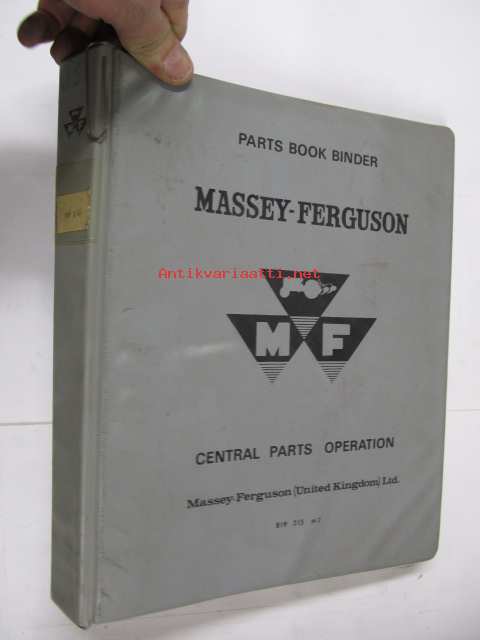 PARTS BOOK BINDER
MASSEY-FERGUSON
Antikvariaatti.net
M F
CENTRAL PARTS OPERATION
Massey-Ferguson (United Kingdom) Ltd.